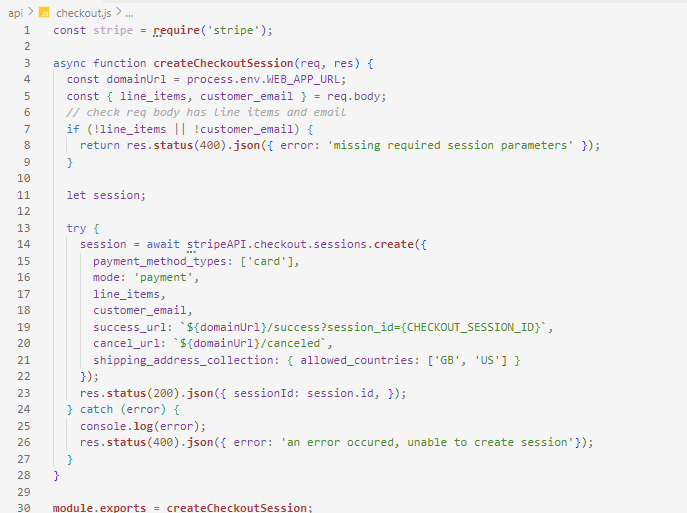 api > checkout.js > ...
1 const stripe = require('stripe');
2
3 async function createCheckoutSession(req, res) {
4   const domainUrl = process.env.WEB_APP_URL;
5   const { line_items, customer_email } = req.body;
6   // check req body has line items and email
7   if (!line_items || !customer_email) {
8     return res.status(400).json({ error: 'missing required session parameters' });
9   }
10
11   let session;
12
13   try {
14     session = await stripeAPI.checkout.sessions.create({
15       payment_method_types: ['card'],
16       mode: 'payment',
17       line_items,
18       customer_email,
19       success_url: `${domainUrl}/success?session_id={CHECKOUT_SESSION_ID}`,
20       cancel_url: `${domainUrl}/canceled`,
21       shipping_address_collection: { allowed_countries: ['GB', 'US'] }
22     });
23     res.status(200).json({ sessionId: session.id, });
24   } catch (error) {
25     console.log(error);
26     res.status(400).json({ error: 'an error occured, unable to create session'});
27   }
28 }
29
30 module.exports = createCheckoutSession;